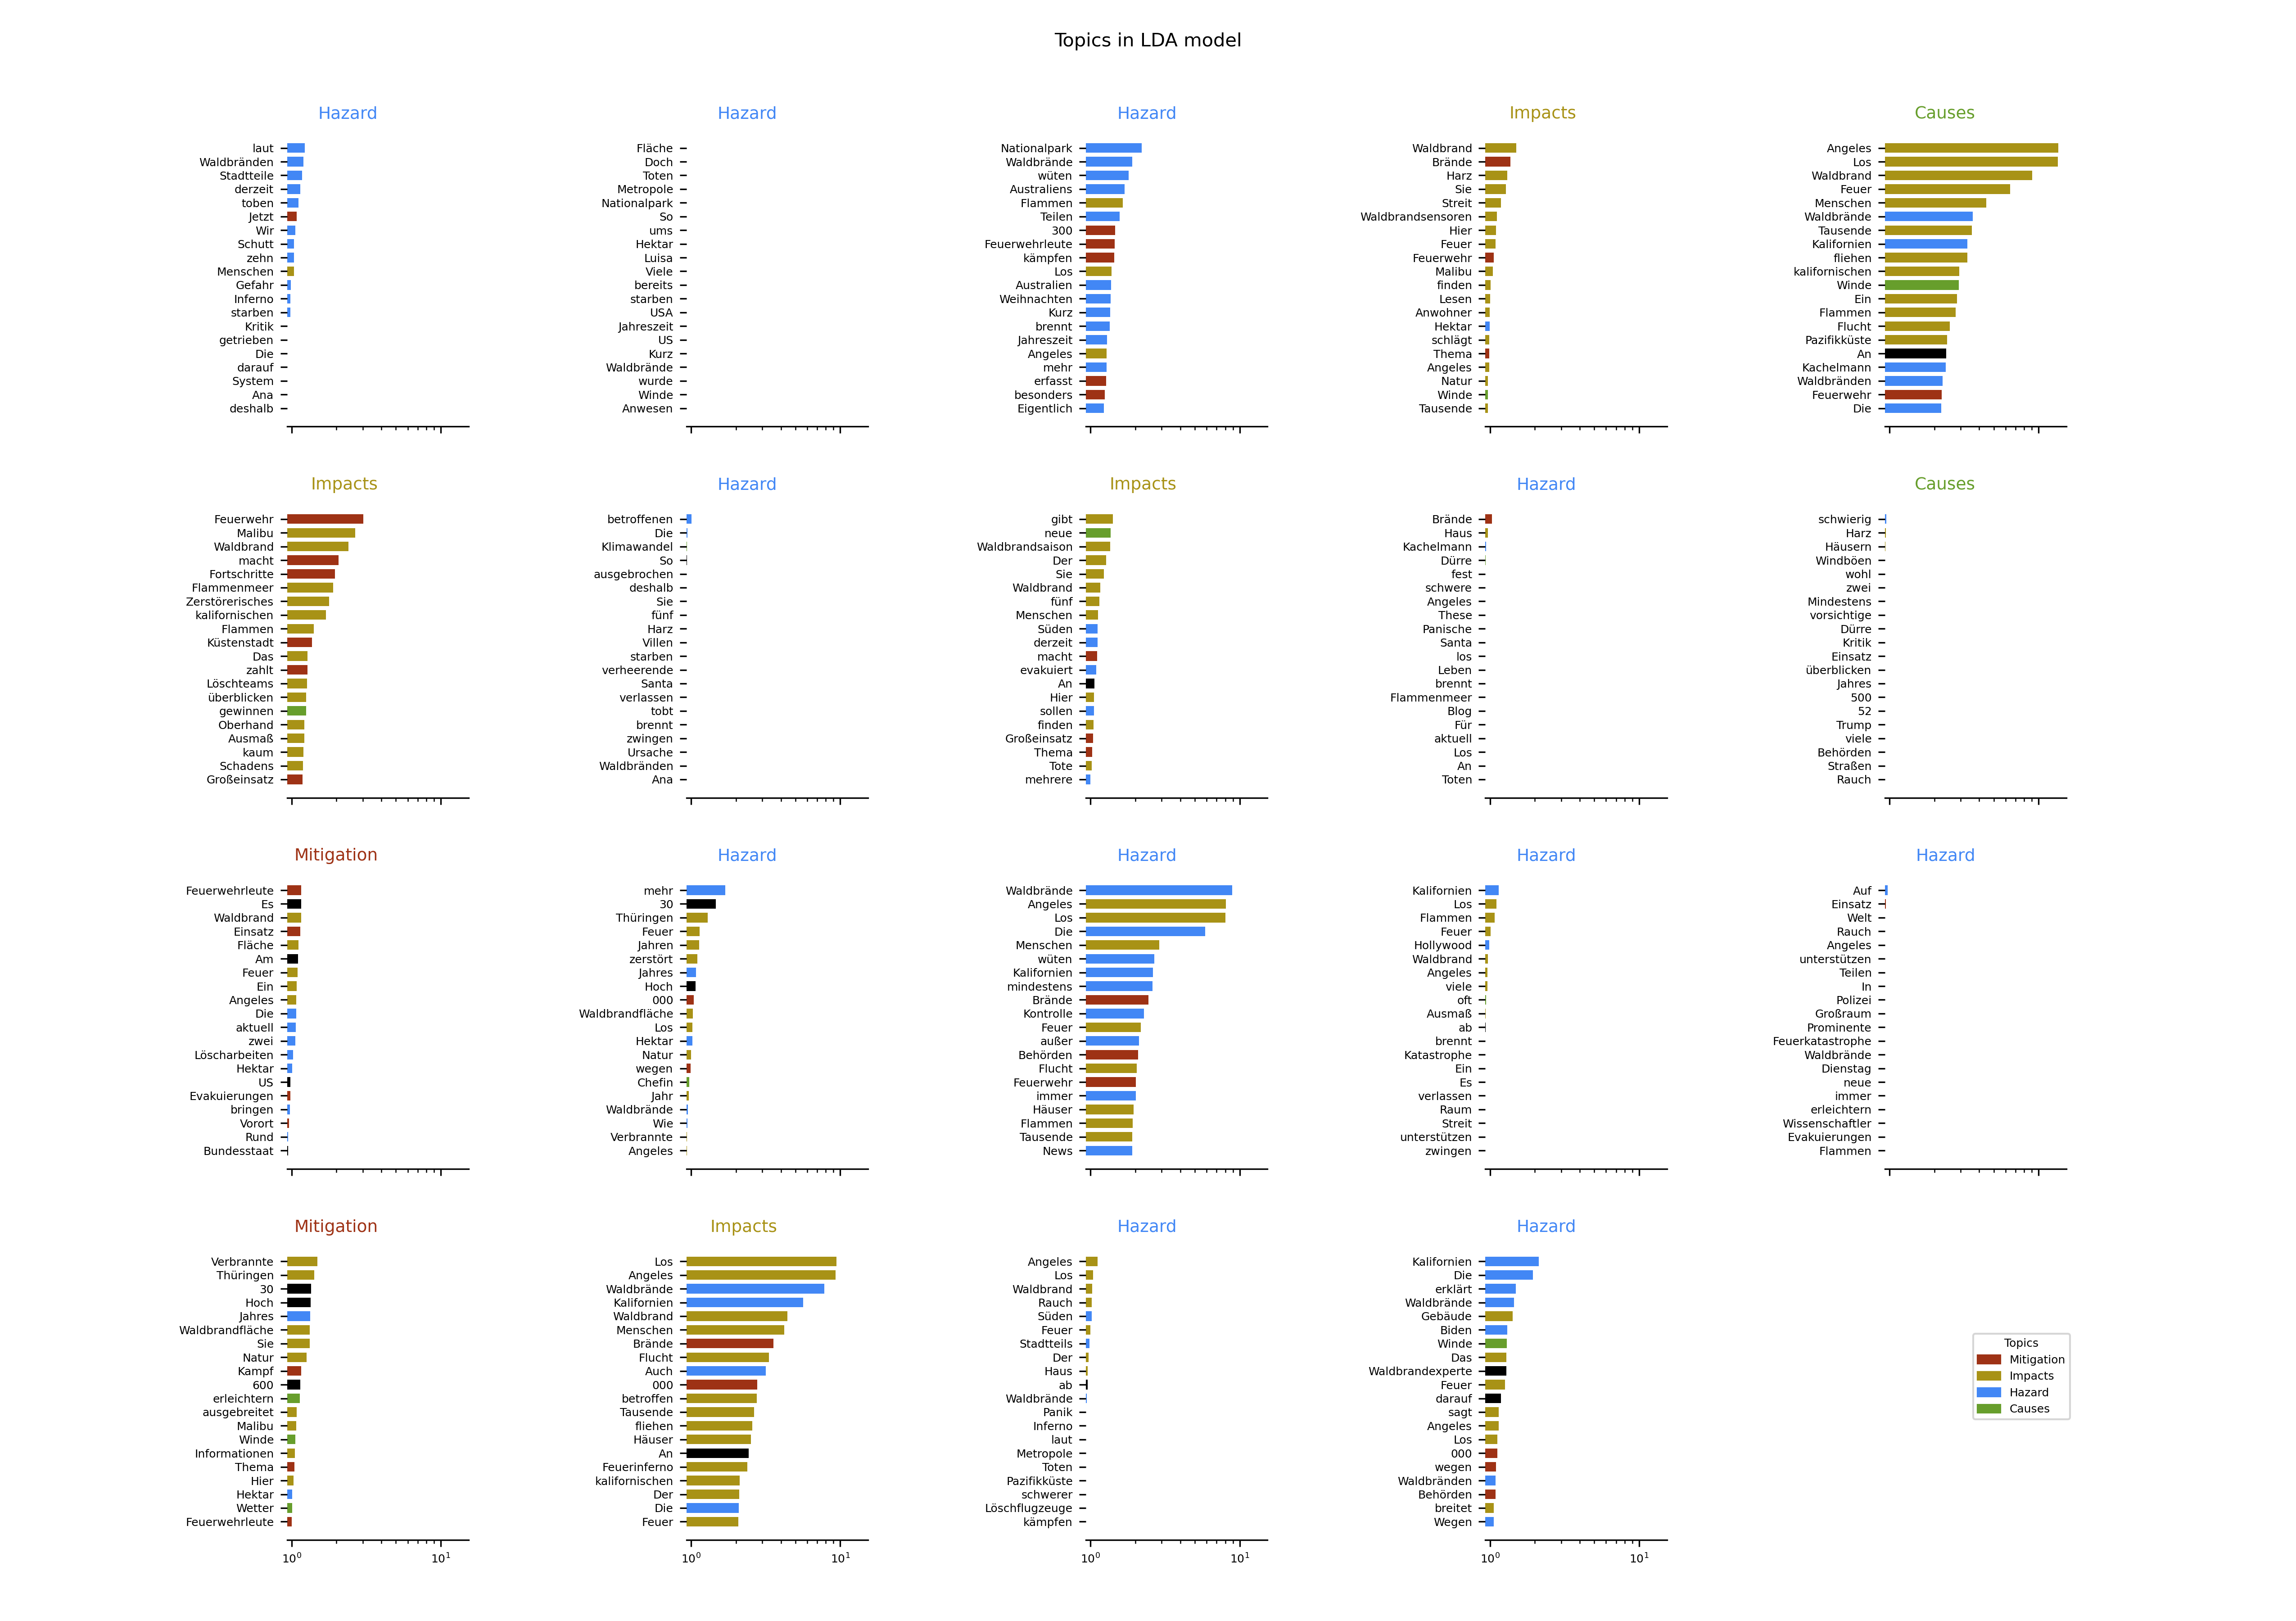 Topics in LDA model
Hazard
laut
Waldbränden
Stadtteile
derzeit
toben
Jetzt
Wir
Schutt
zehn
Menschen
Gefahr
Inferno
starben
Kritik
getrieben
Die
darauf
System
Ana
deshalb
Hazard
Fläche
Doch
Toten
Metropole
Nationalpark
So
ums
Hektar
Luisa
Viele
bereits
starben
USA
Jahreszeit
US
Kurz
Waldbrände
wurde
Winde
Anwesen
Hazard
Nationalpark
Waldbrände
wüten
Australiens
Flammen
Teilen
300
Feuerwehrleute
kämpfen
Los
Australien
Weihnachten
Kurz
brennt
Jahreszeit
Angeles
mehr
erfasst
besonders
Eigentlich
Impacts
Waldbrand
Brände
Harz
Sie
Streit
Waldbrandsensoren
Hier
Feuer
Feuerwehr
Malibu
finden
Lesen
Anwohner
Hektar
schlägt
Thema
Angeles
Natur
Winde
Tausende
Causes
Angeles
Los
Waldbrand
Feuer
Menschen
Waldbrände
Tausende
Kalifornien
fliehen
kalifornischen
Winde
Ein
Flammen
Flucht
Pazifikküste
An
Kachelmann
Waldbränden
Feuerwehr
Die
Impacts
Feuerwehr
Malibu
Waldbrand
macht
Fortschritte
Flammenmeer
Zerstörerisches
kalifornischen
Flammen
Küstenstadt
Das
zahlt
Löschteams
überblicken
gewinnen
Oberhand
Ausmaß
kaum
Schadens
Großeinsatz
Hazard
betroffenen
Die
Klimawandel
So
ausgebrochen
deshalb
Sie
fünf
Harz
Villen
starben
verheerende
Santa
verlassen
tobt
brennt
zwingen
Ursache
Waldbränden
Ana
Impacts
gibt
neue
Waldbrandsaison
Der
Sie
Waldbrand
fünf
Menschen
Süden
derzeit
macht
evakuiert
An
Hier
sollen
finden
Großeinsatz
Thema
Tote
mehrere
Hazard
Brände
Haus
Kachelmann
Dürre
fest
schwere
Angeles
These
Panische
Santa
los
Leben
brennt
Flammenmeer
Blog
Für
aktuell
Los
An
Toten
Causes
schwierig
Harz
Häusern
Windböen
wohl
zwei
Mindestens
vorsichtige
Dürre
Kritik
Einsatz
überblicken
Jahres
500
52
Trump
viele
Behörden
Straßen
Rauch
Mitigation
Feuerwehrleute
Es
Waldbrand
Einsatz
Fläche
Am
Feuer
Ein
Angeles
Die
aktuell
zwei
Löscharbeiten
Hektar
US
Evakuierungen
bringen
Vorort
Rund
Bundesstaat
Hazard
mehr
30
Thüringen
Feuer
Jahren
zerstört
Jahres
Hoch
000
Waldbrandfläche
Los
Hektar
Natur
wegen
Chefin
Jahr
Waldbrände
Wie
Verbrannte
Angeles
Hazard
Waldbrände
Angeles
Los
Die
Menschen
wüten
Kalifornien
mindestens
Brände
Kontrolle
Feuer
außer
Behörden
Flucht
Feuerwehr
immer
Häuser
Flammen
Tausende
News
Hazard
Kalifornien
Los
Flammen
Feuer
Hollywood
Waldbrand
Angeles
viele
oft
Ausmaß
ab
brennt
Katastrophe
Ein
Es
verlassen
Raum
Streit
unterstützen
zwingen
Hazard
Auf
Einsatz
Welt
Rauch
Angeles
unterstützen
Teilen
In
Polizei
Großraum
Prominente
Feuerkatastrophe
Waldbrände
Dienstag
neue
immer
erleichtern
Wissenschaftler
Evakuierungen
Flammen
Mitigation
Verbrannte
Thüringen
30
Hoch
Jahres
Waldbrandfläche
Sie
Natur
Kampf
600
erleichtern
ausgebreitet
Malibu
Winde
Informationen
Thema
Hier
Hektar
Wetter
Feuerwehrleute
10⁰ 10¹
Impacts
Los
Angeles
Waldbrände
Kalifornien
Waldbrand
Menschen
Brände
Flucht
Auch
000
betroffen
Tausende
fliehen
Häuser
An
Feuerinferno
kalifornischen
Der
Die
Feuer
10⁰ 10¹
Hazard
Angeles
Los
Waldbrand
Rauch
Süden
Feuer
Stadtteils
Der
Haus
ab
Waldbrände
Panik
Inferno
laut
Metropole
Toten
Pazifikküste
schwerer
Löschflugzeuge
kämpfen
10⁰ 10¹
Hazard
Kalifornien
Die
erklärt
Waldbrände
Gebäude
Biden
Winde
Das
Waldbrandexperte
Feuer
darauf
sagt
Angeles
Los
000
wegen
Waldbränden
Behörden
breitet
Wegen
10⁰ 10¹
Topics
Mitigation
Impacts
Hazard
Causes